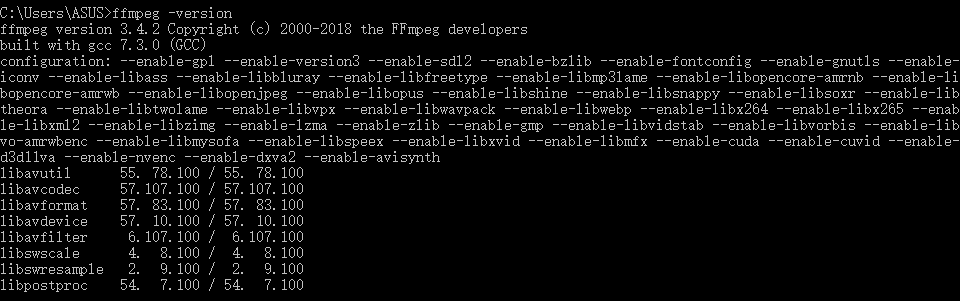 C:\Users\ASUS>ffmpeg -version
ffmpeg version 3.4.2 Copyright (c) 2000-2018 the FFmpeg developers
built with gcc 7.3.0 (GCC)
configuration: --enable-gpl --enable-version3 --enable-sdl2 --enable-bzlib --enable-fontconfig --enable-gnutls --enable-
iconv --enable-libass --enable-libbluray --enable-libfreetype --enable-libmp3lame --enable-libopencore-amrnb --enable-li
bopencore-amrwb --enable-libopenjpeg --enable-libopus --enable-libshine --enable-libsnappy --enable-libsoxr --enable-lib
theora --enable-libtwolame --enable-libvpx --enable-libwavpack --enable-libwebp --enable-libx264 --enable-libx265 --enab
le-libxml2 --enable-libzimg --enable-lzma --enable-zlib --enable-gmp --enable-libvidstab --enable-libvorbis --enable-lib
vo-amrwbenc --enable-libmysofa --enable-libspeex --enable-libxvid --enable-libmfx --enable-cuda --enable-cuvid --enable-
d3d11va --enable-nvenc --enable-dxva2 --enable-avisynth
libavutil      55. 78.100 / 55. 78.100
libavcodec     57.107.100 / 57.107.100
libavformat    57. 83.100 / 57. 83.100
libavdevice    57. 10.100 / 57. 10.100
libavfilter     6.107.100 /  6.107.100
libswscale      4.  8.100 /  4.  8.100
libswresample   2.  9.100 /  2.  9.100
libpostproc    54.  7.100 / 54.  7.100